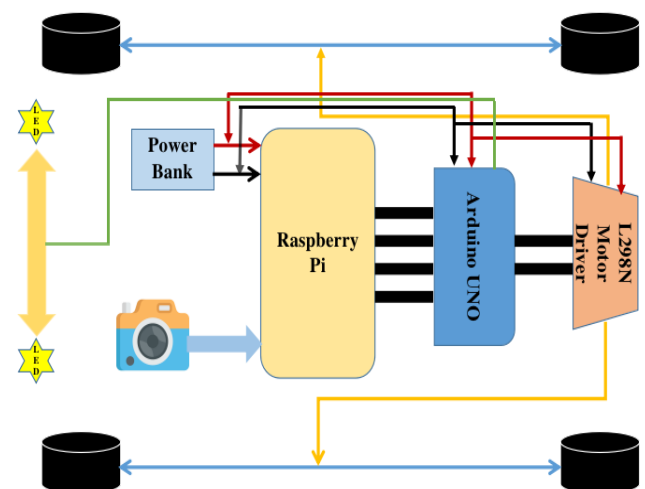 LED
Power
Bank
Raspberry
Pi
Arduino UNO
L298N
Motor
Driver
LED